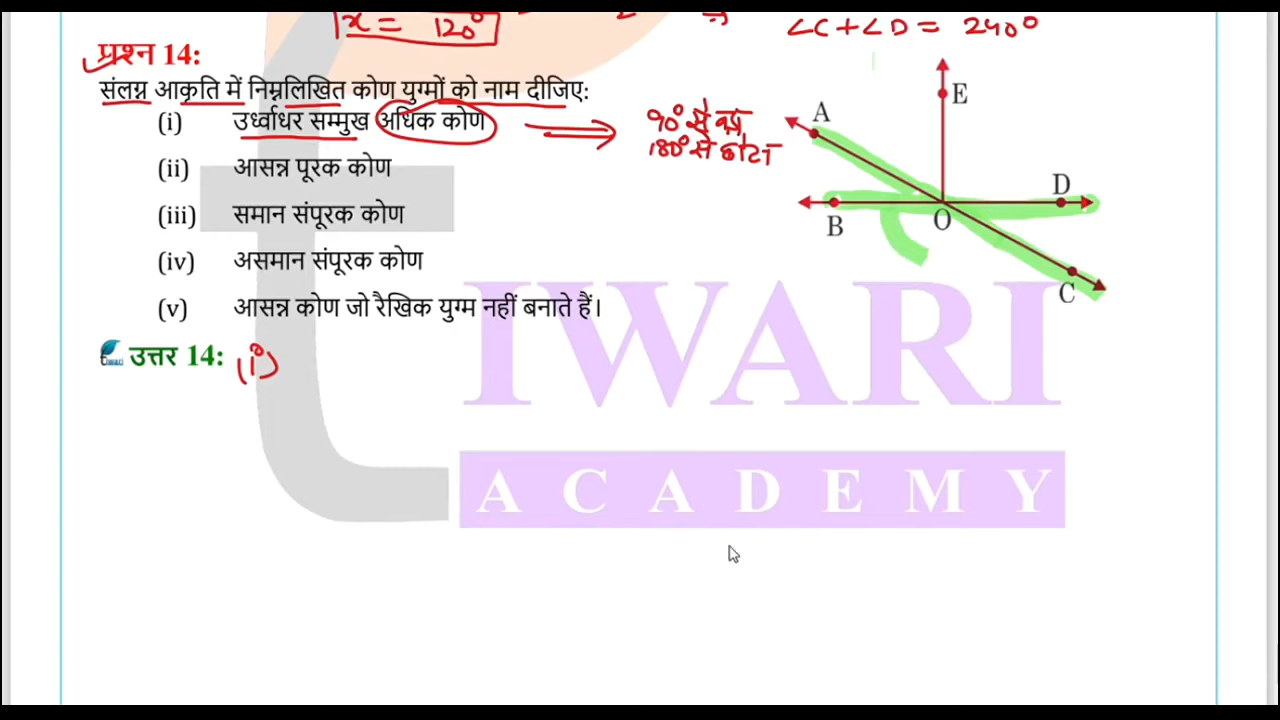 x = 120°
∠C + ∠D = 240°
प्रश्न 14:
संलग्न आकृति में निम्नलिखित कोण युग्मों को नाम दीजिए:
(i) उर्ध्वाधर सम्मुख अधिक कोण
90° से बड़ा
180° से छोटा
(ii) आसन्न पूरक कोण
(iii) समान संपूरक कोण
(iv) असमान संपूरक कोण
(v) आसन्न कोण जो रैखिक युग्म नहीं बनाते हैं।
E
A
D
B
O
C
उत्तर 14: (i)
IWARI
ACADEMY